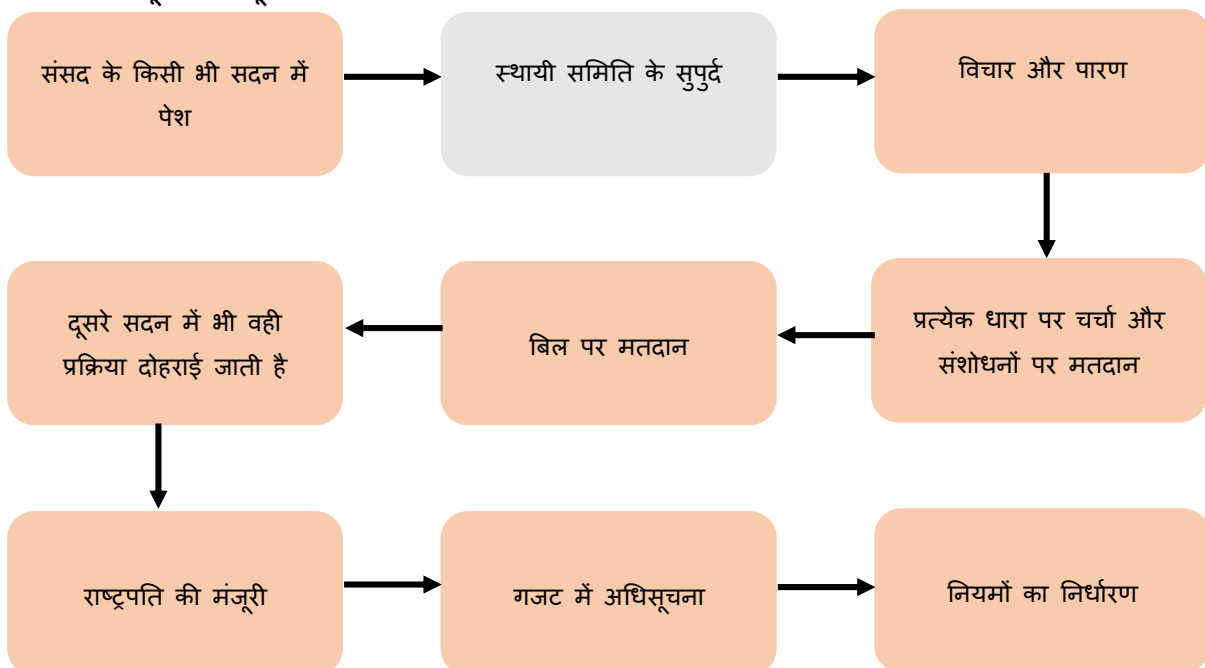 संसद के किसी भी सदन में
पेश
स्थायी समिति के सुपुर्द
विचार और पारण
प्रत्येक धारा पर चर्चा और
संशोधनों पर मतदान
बिल पर मतदान
दूसरे सदन में भी वही
प्रक्रिया दोहराई जाती है
राष्ट्रपति की मंजूरी
गजट में अधिसूचना
नियमों का निर्धारण